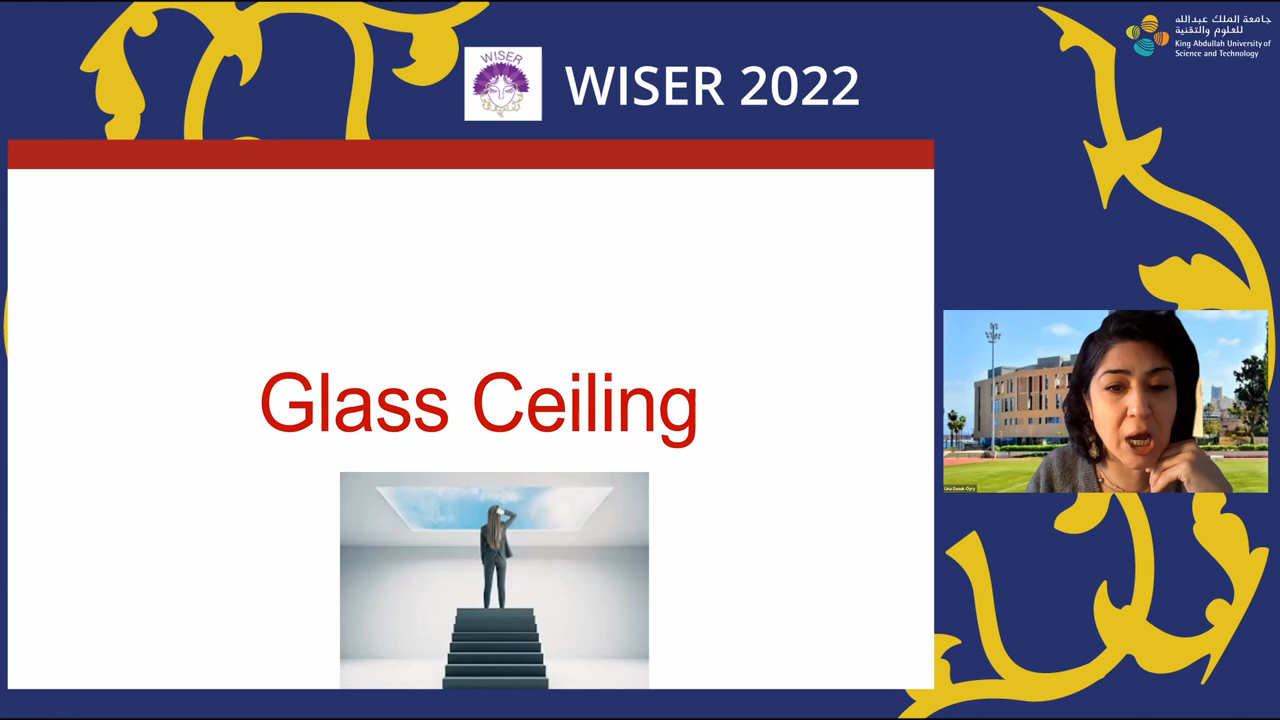 جامعة الملك عبدالله
للعلوم والتقنية
King Abdullah University of
Science and Technology
WISER
WISER 2022
Glass Ceiling